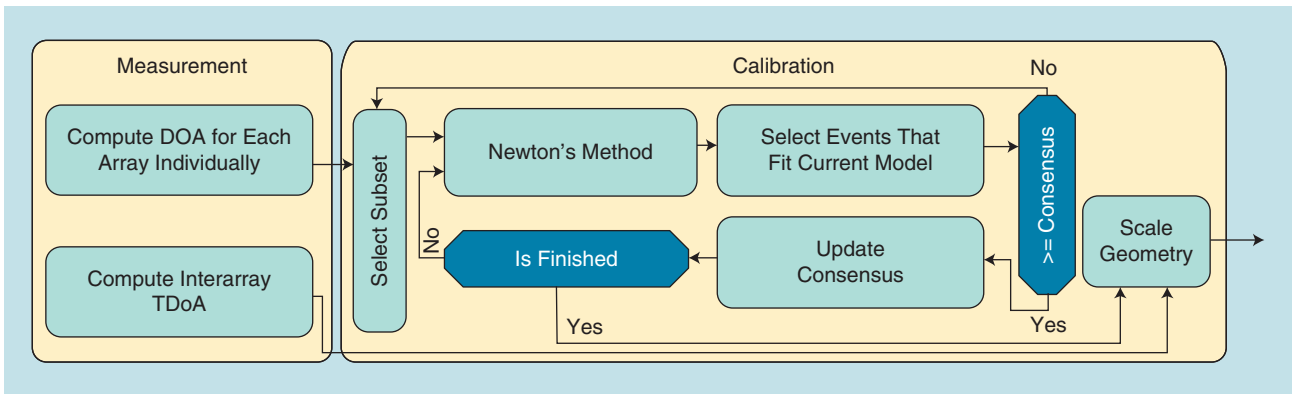 Measurement
Compute DOA for Each
Array Individually
Compute Interarray
TDoA
Calibration
Select Subset
Newton's Method
Select Events That
Fit Current Model
No
>= Consensus
Yes
Update
Consensus
Is Finished
No
Yes
Scale
Geometry